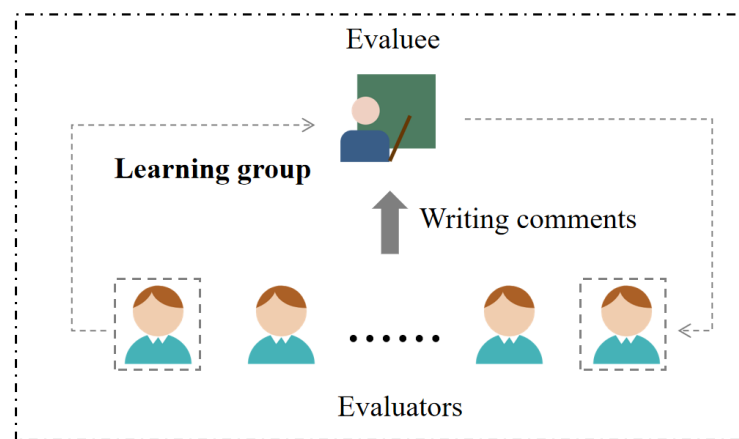 Evaluee
Learning group
Writing comments
Evaluators